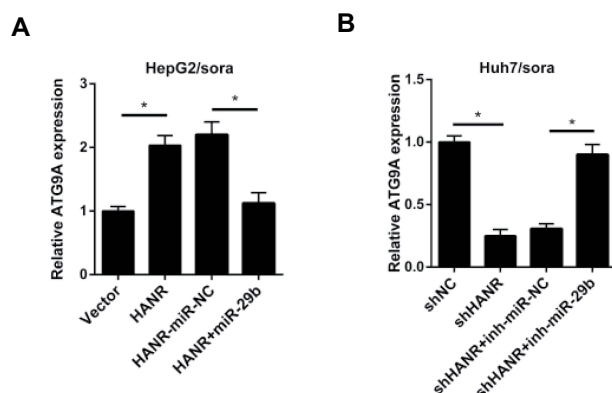 A
HepG2/sora
Relative ATG9A expression
3
2
1
0
*
*
Vector
HANR
HANR-miR-NC
HANR+miR-29b
B
Huh7/sora
Relative ATG9A expression
1.5
1.0
0.5
0.0
*
*
shNC
shHANR
shHANR+inh-miR-NC
shHANR+inh-miR-29b